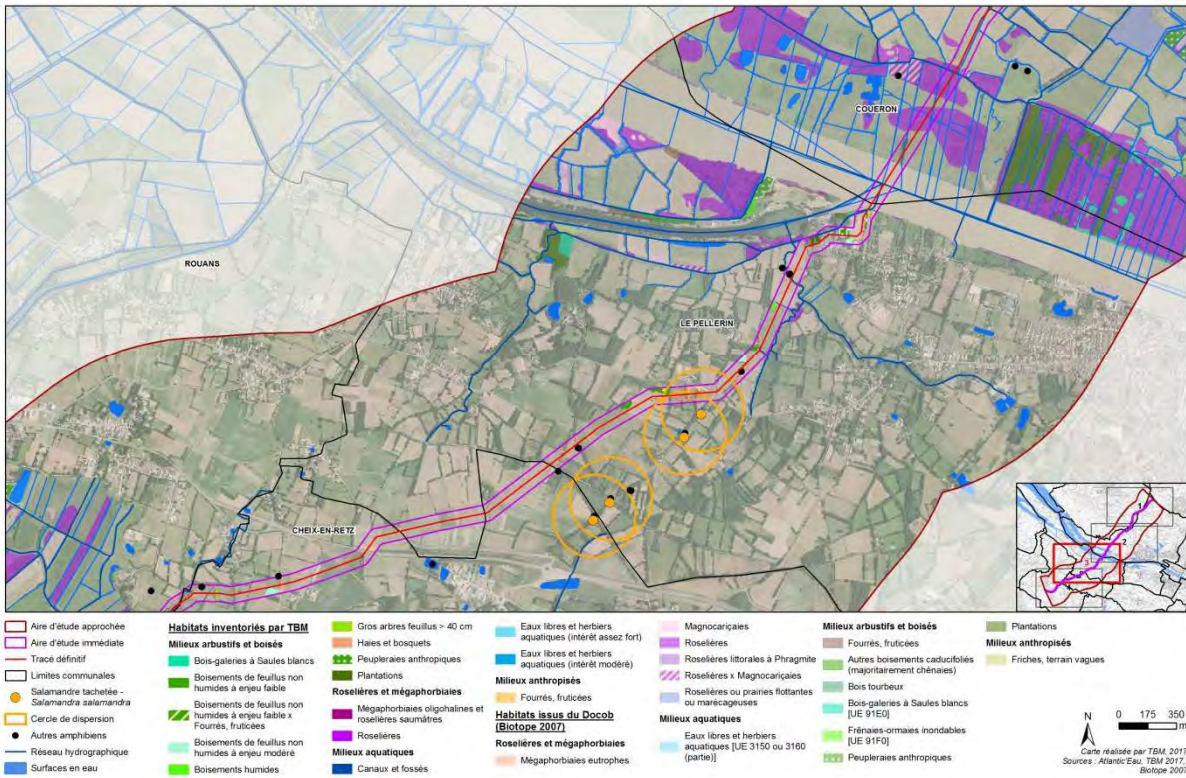 COUERON
ROUANS
LE PELLERIN
CHEIX-EN-RETZ
1
2
3
Aire d'étude approchée
Aire d'étude immédiate
Tracé définitif
Limites communales
Salamandre tachetée -
Salamandra salamandra
Cercle de dispersion
Autres amphibiens
Réseau hydrographique
Surfaces en eau
Habitats inventoriés par TBM
Milieux arbustifs et boisés
Bois-galeries à Saules blancs
Boisements de feuillus non
humides à enjeu faible
Boisements de feuillus non
humides à enjeu faible x
Fourrés, fruticées
Boisements de feuillus non
humides à enjeu modéré
Boisements humides
Gros arbres feuillus > 40 cm
Haies et bosquets
Peupleraies anthropiques
Plantations
Roselières et mégaphorbiaies
Mégaphorbiaies oligohalines et
roselières saumâtres
Roselières
Milieux aquatiques
Canaux et fossés
Eaux libres et herbiers
aquatiques (intérêt assez fort)
Eaux libres et herbiers
aquatiques (intérêt modéré)
Milieux anthropisés
Fourrés, fruticées
Habitats issus du Docob
(Biotope 2007)
Roselières et mégaphorbiaies
Mégaphorbiaies eutrophes
Magnocariçaies
Roselières
Roselières littorales à Phragmite
Roselières x Magnocariçaies
Roselières ou prairies flottantes
ou marécageuses
Milieux aquatiques
Eaux libres et herbiers
aquatiques [UE 3150 ou 3160
(partie)]
Milieux arbustifs et boisés
Fourrés, fruticées
Autres boisements caducifoliés
(majoritairement chênaies)
Bois tourbeux
Bois-galeries à Saules blancs
[UE 91E0]
Frênaies-ormaies inondables
[UE 91F0]
Peupleraies anthropiques
Plantations
Milieux anthropisés
Friches, terrain vagues
N
0 175 350
m
Carte réalisée par TBM, 2017
Sources : Atlantic'Eau, TBM 2017,
Biotope 2007